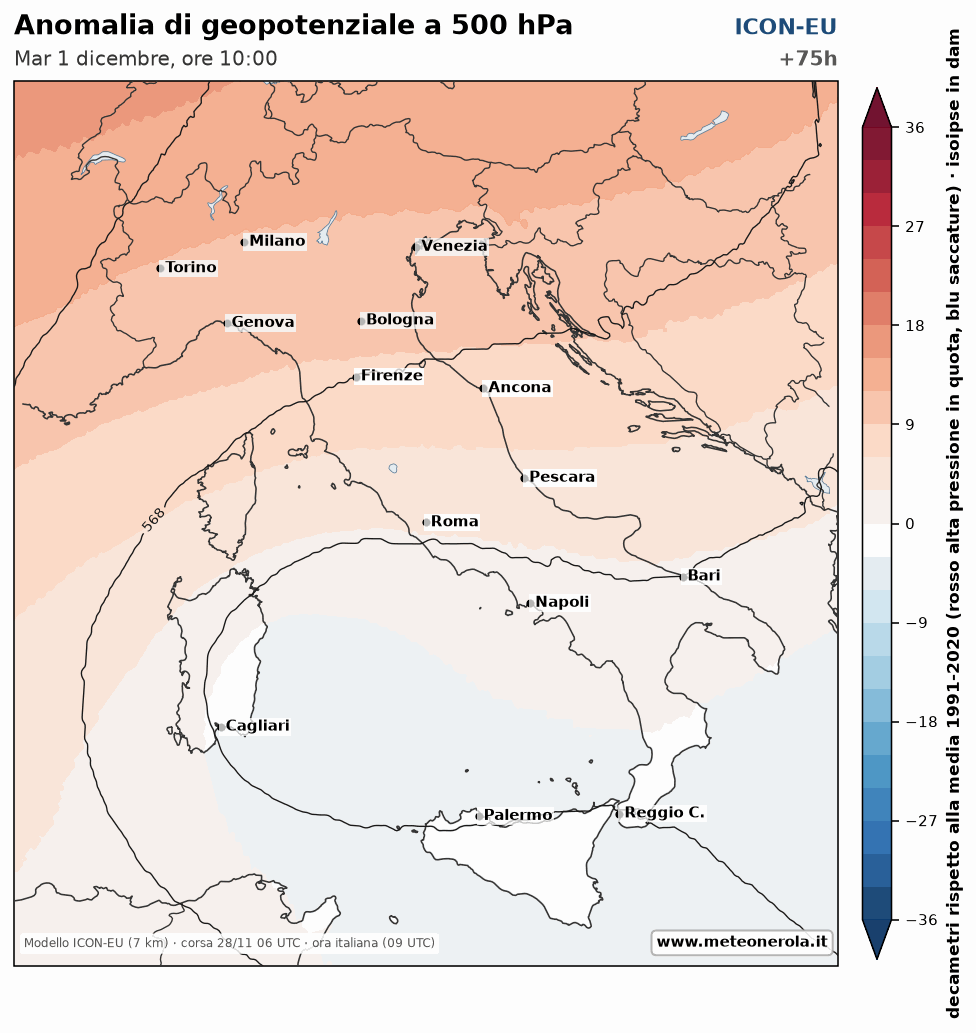 Anomalia di geopotenziale a 500 hPa
ICON-EU
Mar 1 dicembre, ore 10:00
+75h
Milano
Venezia
Torino
Genova
Bologna
Firenze
Ancona
Pescara
568
Roma
Bari
Napoli
Cagliari
Palermo
Reggio C.
Modello ICON-EU (7 km) · corsa 28/11 06 UTC · ora italiana (09 UTC)
www.meteonerola.it
36
27
18
9
0
−9
−18
−27
−36
decametri rispetto alla media 1991-2020 (rosso alta pressione in quota, blu saccature) · isoipse in dam